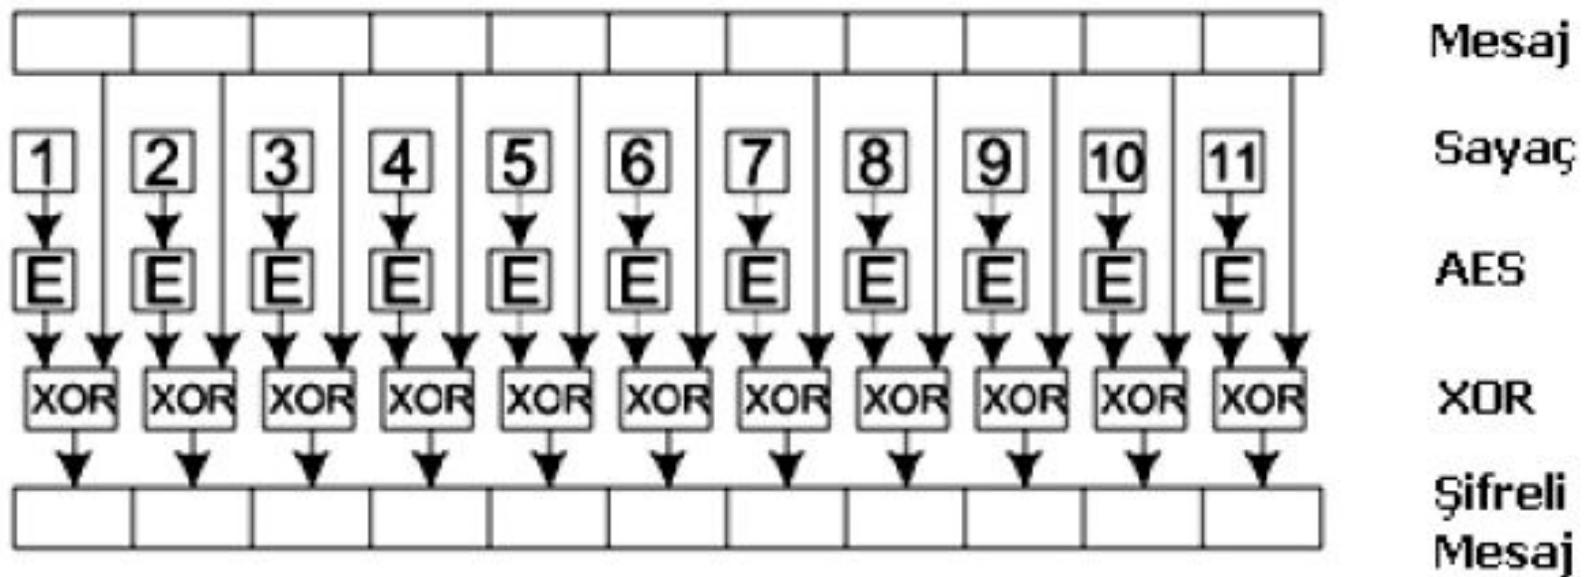 Mesaj
1 2 3 4 5 6 7 8 9 10 11 Sayaç
E E E E E E E E E E E AES
XOR XOR XOR XOR XOR XOR XOR XOR XOR XOR XOR XOR
Şifreli
Mesaj